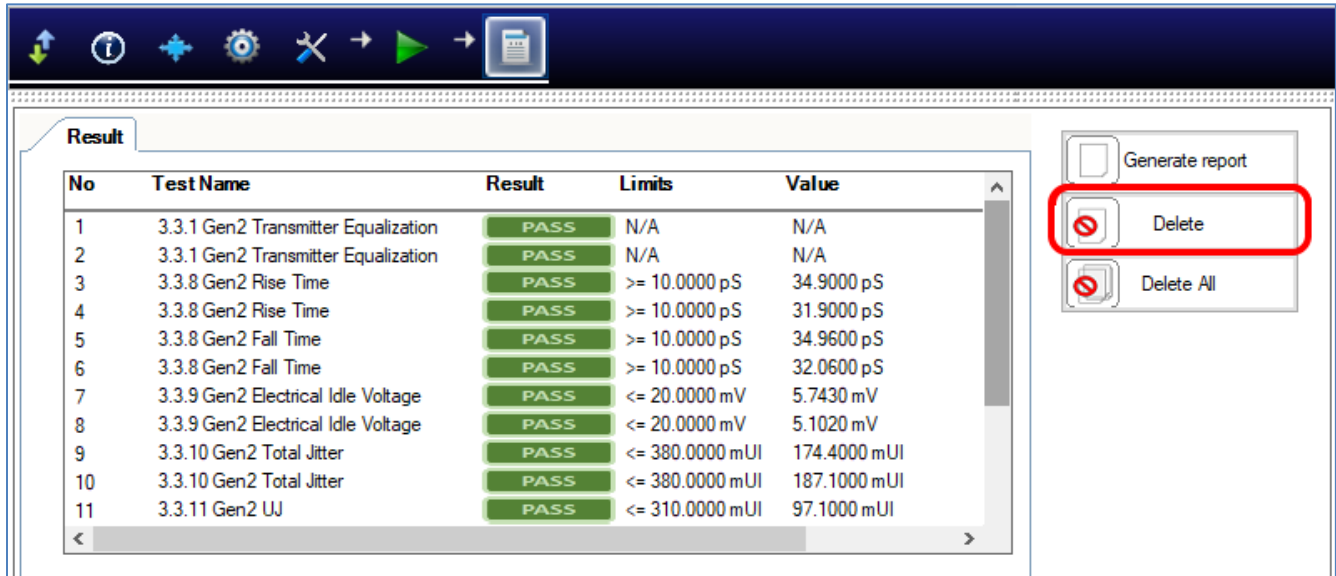 Result
Generate report
Delete
Delete All
No Test Name Result Limits Value
1 3.3.1 Gen2 Transmitter Equalization PASS N/A N/A
2 3.3.1 Gen2 Transmitter Equalization PASS N/A N/A
3 3.3.8 Gen2 Rise Time PASS >= 10.0000 pS 34.9000 pS
4 3.3.8 Gen2 Rise Time PASS >= 10.0000 pS 31.9000 pS
5 3.3.8 Gen2 Fall Time PASS >= 10.0000 pS 34.9600 pS
6 3.3.8 Gen2 Fall Time PASS >= 10.0000 pS 32.0600 pS
7 3.3.9 Gen2 Electrical Idle Voltage PASS <= 20.0000 mV 5.7430 mV
8 3.3.9 Gen2 Electrical Idle Voltage PASS <= 20.0000 mV 5.1020 mV
9 3.3.10 Gen2 Total Jitter PASS <= 380.0000 mUI 174.4000 mUI
10 3.3.10 Gen2 Total Jitter PASS <= 380.0000 mUI 187.1000 mUI
11 3.3.11 Gen2 UJ PASS <= 310.0000 mUI 97.1000 mUI